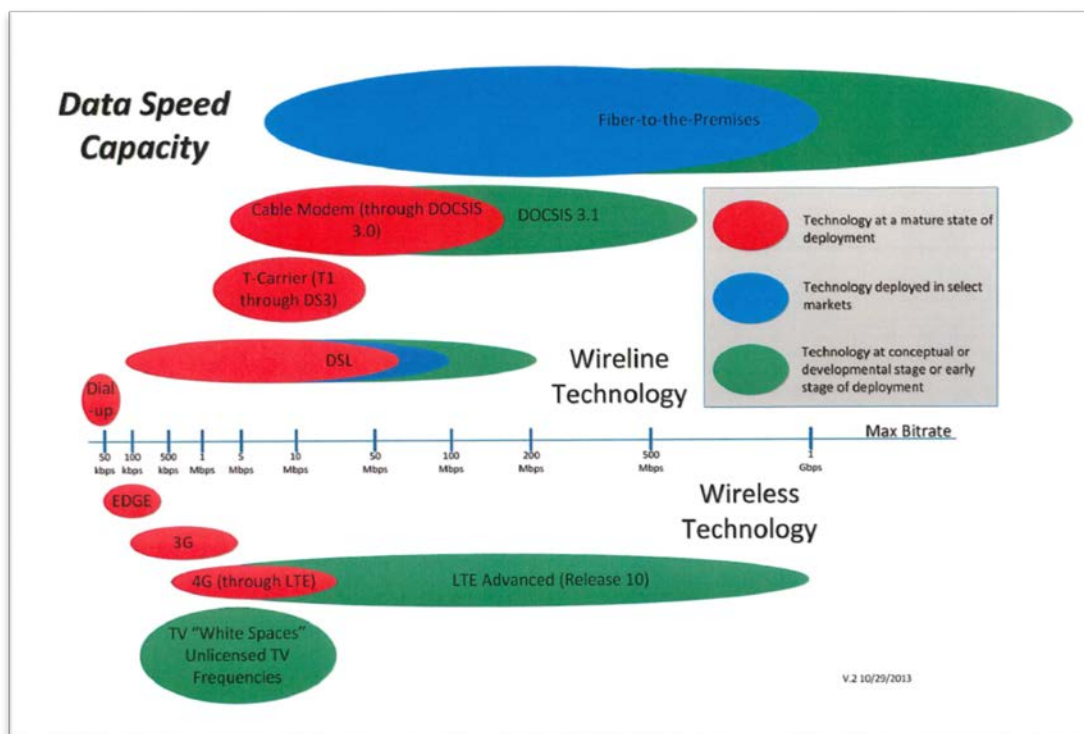 Data Speed
Capacity
Fiber-to-the-Premises
Cable Modem (through DOCSIS
3.0)
DOCSIS 3.1
T-Carrier (T1
through DS3)
DSL
Dial
-up
Technology at a mature state of
deployment
Technology deployed in select
markets
Technology at conceptual or
developmental stage or early
stage of deployment
Wireline
Technology
Max Bitrate
50
kbps
100
kbps
500
kbps
1
Mbps
5
Mbps
10
Mbps
50
Mbps
100
Mbps
200
Mbps
500
Mbps
1
Gbps
EDGE
3G
4G (through LTE)
LTE Advanced (Release 10)
TV "White Spaces"
Unlicensed TV
Frequencies
Wireless
Technology
V.2 10/29/2013